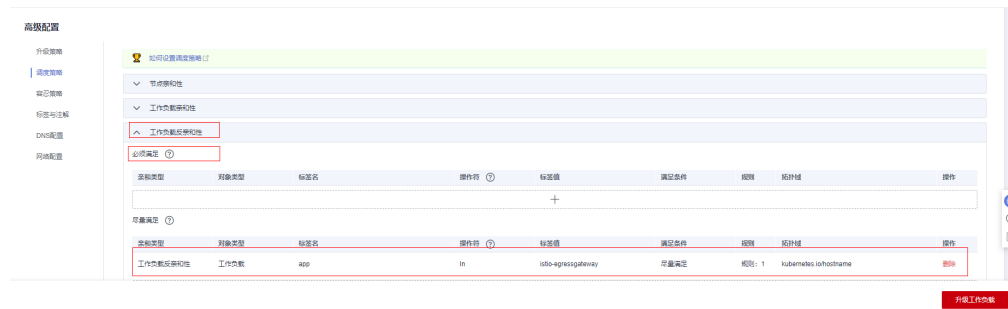 高级配置
升级策略
调度策略
容忍策略
标签与注解
DNS配置
网络配置
如何设置调度策略
节点亲和性
工作负载亲和性
工作负载反亲和性
必须满足 ?
亲和类型 对象类型 标签名 操作符 ? 标签值 满足条件 规则 拓扑域 操作
+
尽量满足 ?
亲和类型 对象类型 标签名 操作符 ? 标签值 满足条件 规则 拓扑域 操作
工作负载反亲和性 工作负载 app In istio-egressgateway 尽量满足 规则：1 kubernetes.io/hostname 删除
升级工作负载